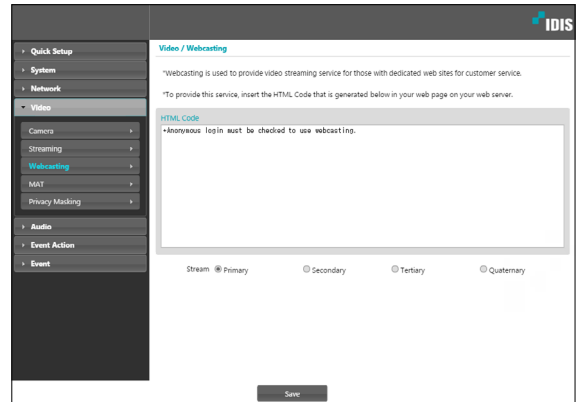 IDIS
Quick Setup
System
Network
Video
Camera
Streaming
Webcasting
MAT
Privacy Masking
Audio
Event Action
Event
Video / Webcasting
*Webcasting is used to provide video streaming service for those with dedicated web sites for customer service.
*To provide this service, insert the HTML Code that is generated below in your web page on your web server.
HTML Code
*Anonymous login must be checked to use webcasting.
Stream Primary Secondary Tertiary Quaternary
Save